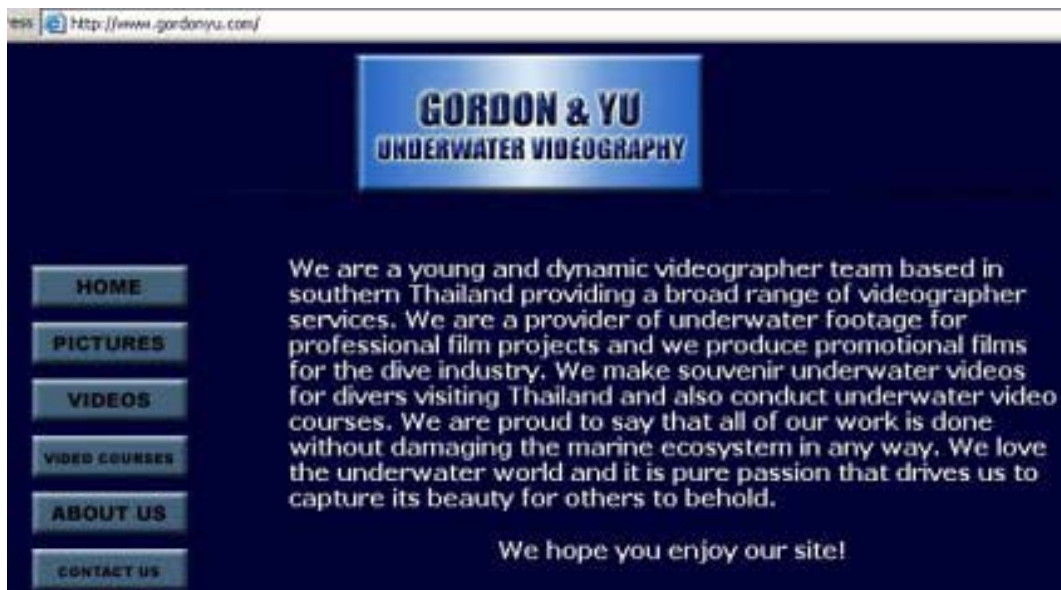 ess http://www.gordonyu.com/
GORDON & YU
UNDERWATER VIDEOGRAPHY
HOME
PICTURES
VIDEOS
VIDEO COURSES
ABOUT US
CONTACT US
We are a young and dynamic videographer team based in
southern Thailand providing a broad range of videographer
services. We are a provider of underwater footage for
professional film projects and we produce promotional films
for the dive industry. We make souvenir underwater videos
for divers visiting Thailand and also conduct underwater video
courses. We are proud to say that all of our work is done
without damaging the marine ecosystem in any way. We love
the underwater world and it is pure passion that drives us to
capture its beauty for others to behold.
We hope you enjoy our site!